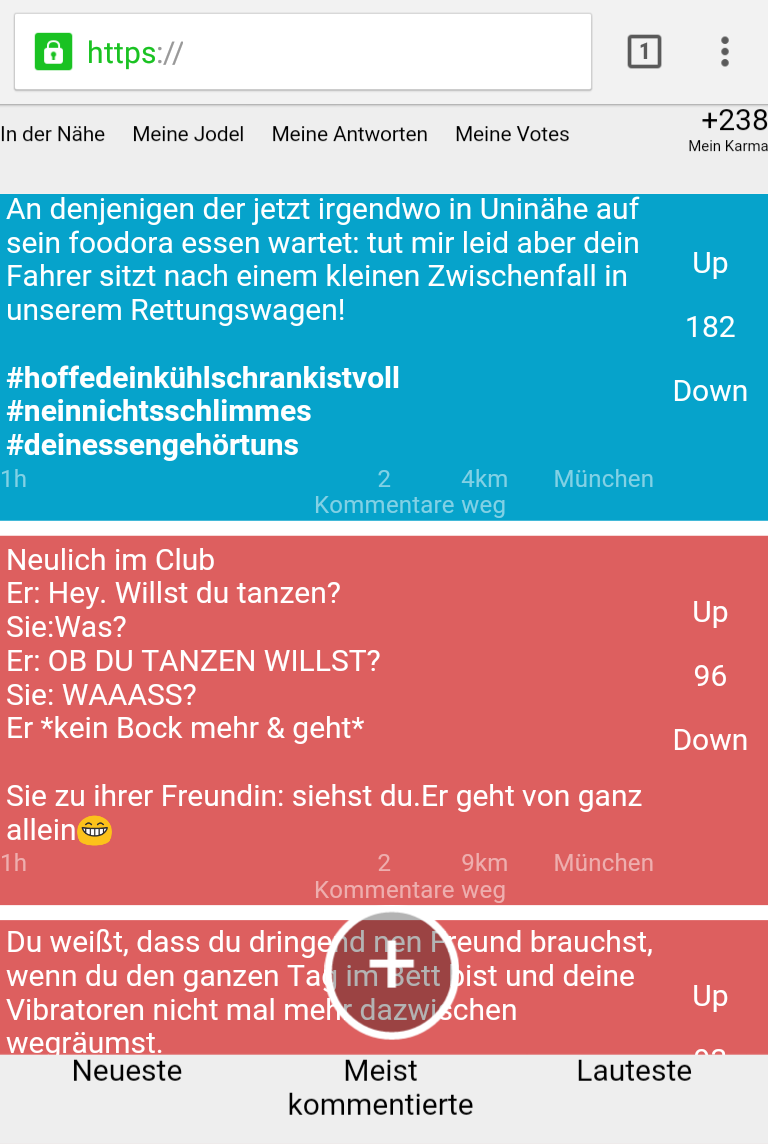 https://
1
In der Nähe Meine Jodel Meine Antworten Meine Votes
+238
Mein Karma
An denjenigen der jetzt irgendwo in Uninähe auf
sein foodora essen wartet: tut mir leid aber dein
Fahrer sitzt nach einem kleinen Zwischenfall in
unserem Rettungswagen!
#hoffedeinkühlschrankistvoll
#neinnichtsschlimmes
#deinessengehörtuns
Up
182
Down
1h 2 4km München
Kommentare weg
Neulich im Club
Er: Hey. Willst du tanzen?
Sie:Was?
Er: OB DU TANZEN WILLST?
Sie: WAAASS?
Er *kein Bock mehr & geht*
Sie zu ihrer Freundin: siehst du.Er geht von ganz
allein😁
Up
96
Down
1h 2 9km München
Kommentare weg
Du weißt, dass du dringend nen Freund brauchst,
wenn du den ganzen Tag im Bett bist und deine
Vibratoren nicht mal mehr dazwischen
wegräumst.
Up
+
Neueste
Meist
kommentierte
Lauteste